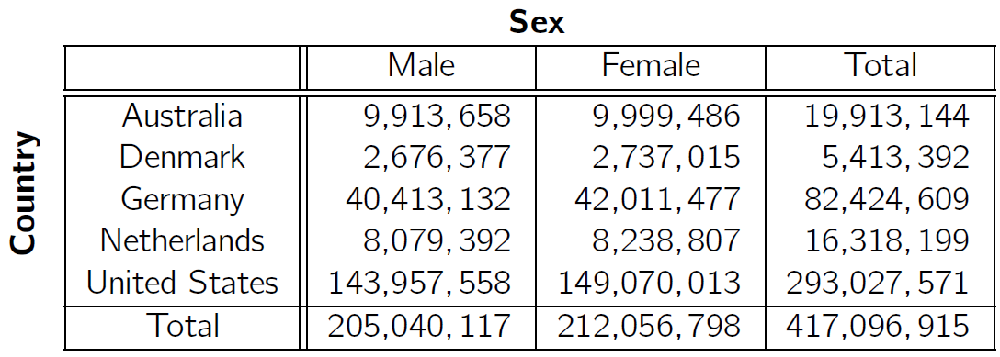 Sex
Male Female Total
Country
Australia 9,913,658 9,999,486 19,913,144
Denmark 2,676,377 2,737,015 5,413,392
Germany 40,413,132 42,011,477 82,424,609
Netherlands 8,079,392 8,238,807 16,318,199
United States 143,957,558 149,070,013 293,027,571
Total 205,040,117 212,056,798 417,096,915